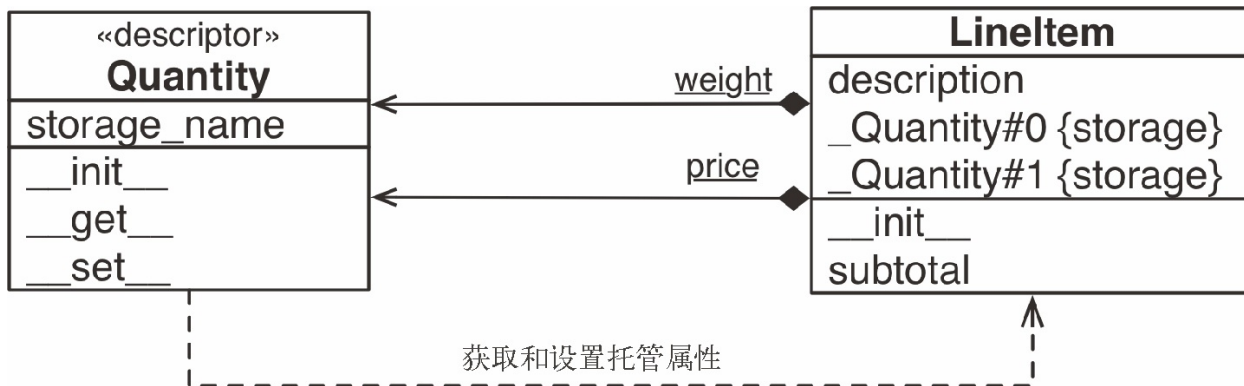 «descriptor»
Quantity
storage_name
__init__
__get__
__set__
weight
price
LineItem
description
_Quantity#0 {storage}
_Quantity#1 {storage}
__init__
subtotal
获取和设置托管属性